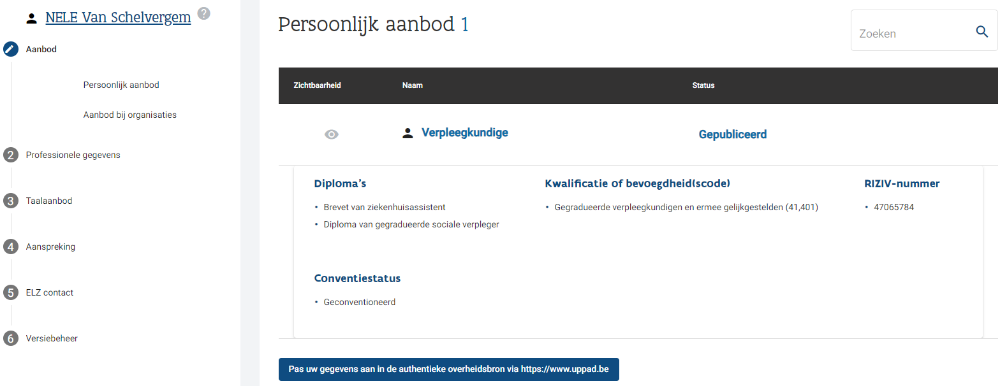 NELE Van Schelvergem ?
Aanbod
Persoonlijk aanbod
Aanbod bij organisaties
2 Professionele gegevens
3 Taalaanbod
4 Aanspreking
5 ELZ contact
6 Versiebeheer
Persoonlijk aanbod 1
Zoeken
Zichtbaarheid Naam Status
Verpleegkundige Gepubliceerd
Diploma's Kwalificatie of bevoegdheid(scode) RIZIV-nummer
• Brevet van ziekenhuisassistent • Gegradueerde verpleegkundigen en ermee gelijkgestelden (41,401) • 47065784
• Diploma van gegradueerde sociale verpleger
Conventiestatus
• Geconventioneerd
Pas uw gegevens aan in de authentieke overheidsbron via https://www.uppad.be